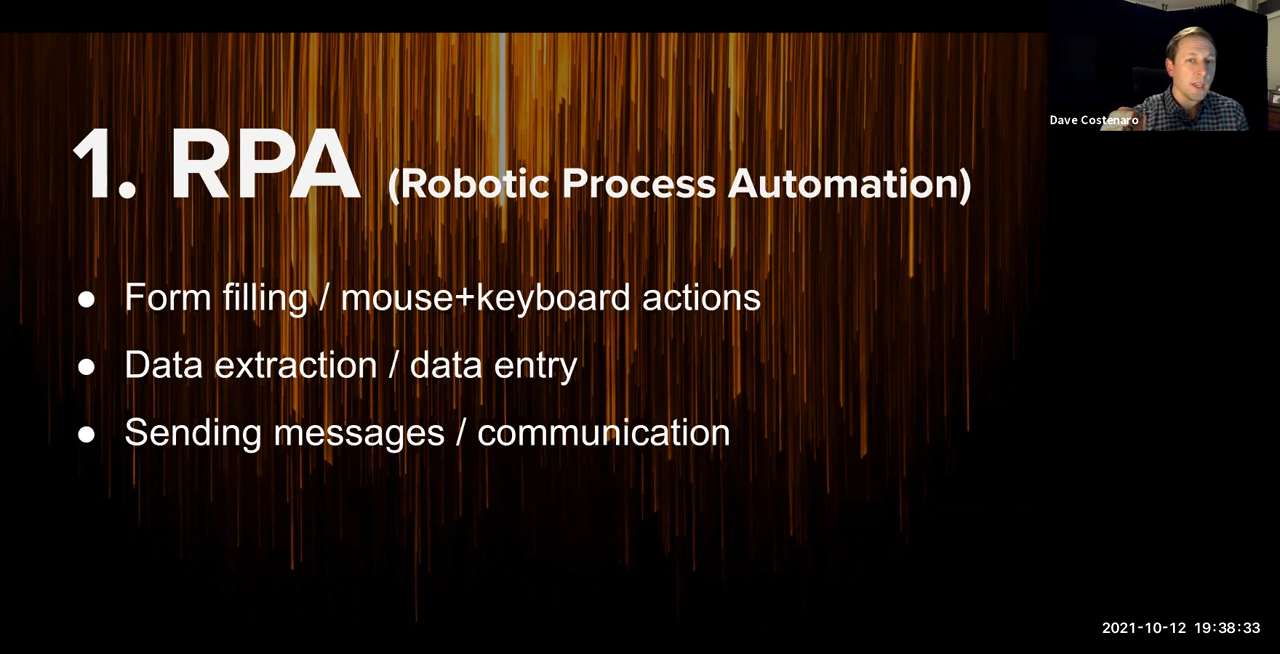 1. RPA (Robotic Process Automation)
● Form filling / mouse+keyboard actions
● Data extraction / data entry
● Sending messages / communication
Dave Costenaro
2021-10-12 19:38:33